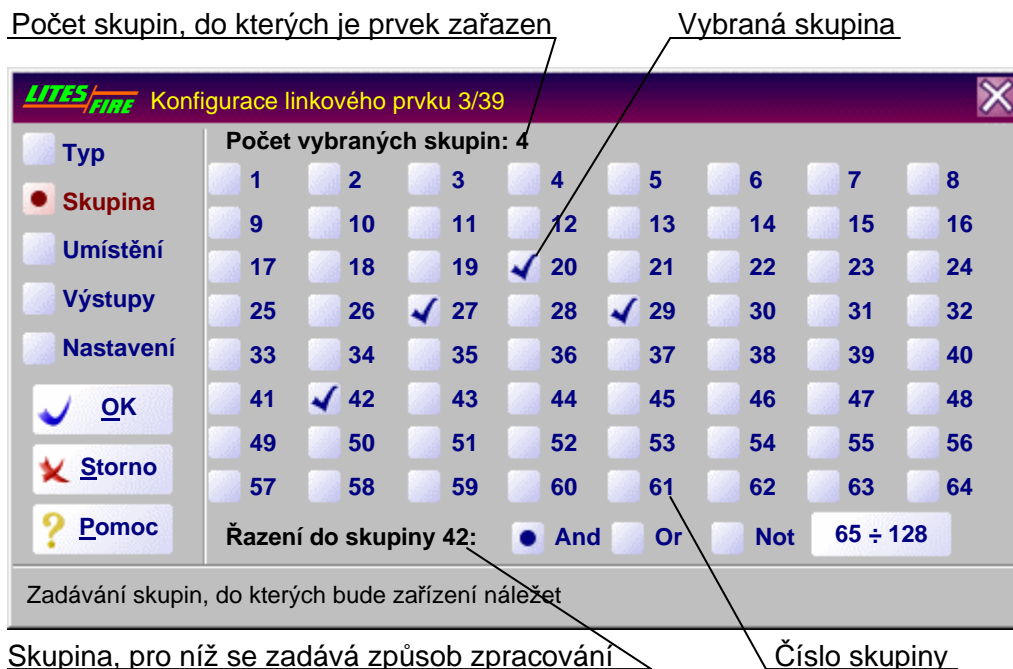 Počet skupin, do kterých je prvek zařazen
Vybraná skupina
LITES FIRE Konfigurace linkového prvku 3/39
Typ
Skupina
Umístění
Výstupy
Nastavení
OK
Storno
Pomoc
Počet vybraných skupin: 4
1 2 3 4 5 6 7 8
9 10 11 12 13 14 15 16
17 18 19 20 21 22 23 24
25 26 27 28 29 30 31 32
33 34 35 36 37 38 39 40
41 42 43 44 45 46 47 48
49 50 51 52 53 54 55 56
57 58 59 60 61 62 63 64
Řazení do skupiny 42: And Or Not 65 ÷ 128
Zadávání skupin, do kterých bude zařízení náležet
Skupina, pro níž se zadává způsob zpracování
Číslo skupiny